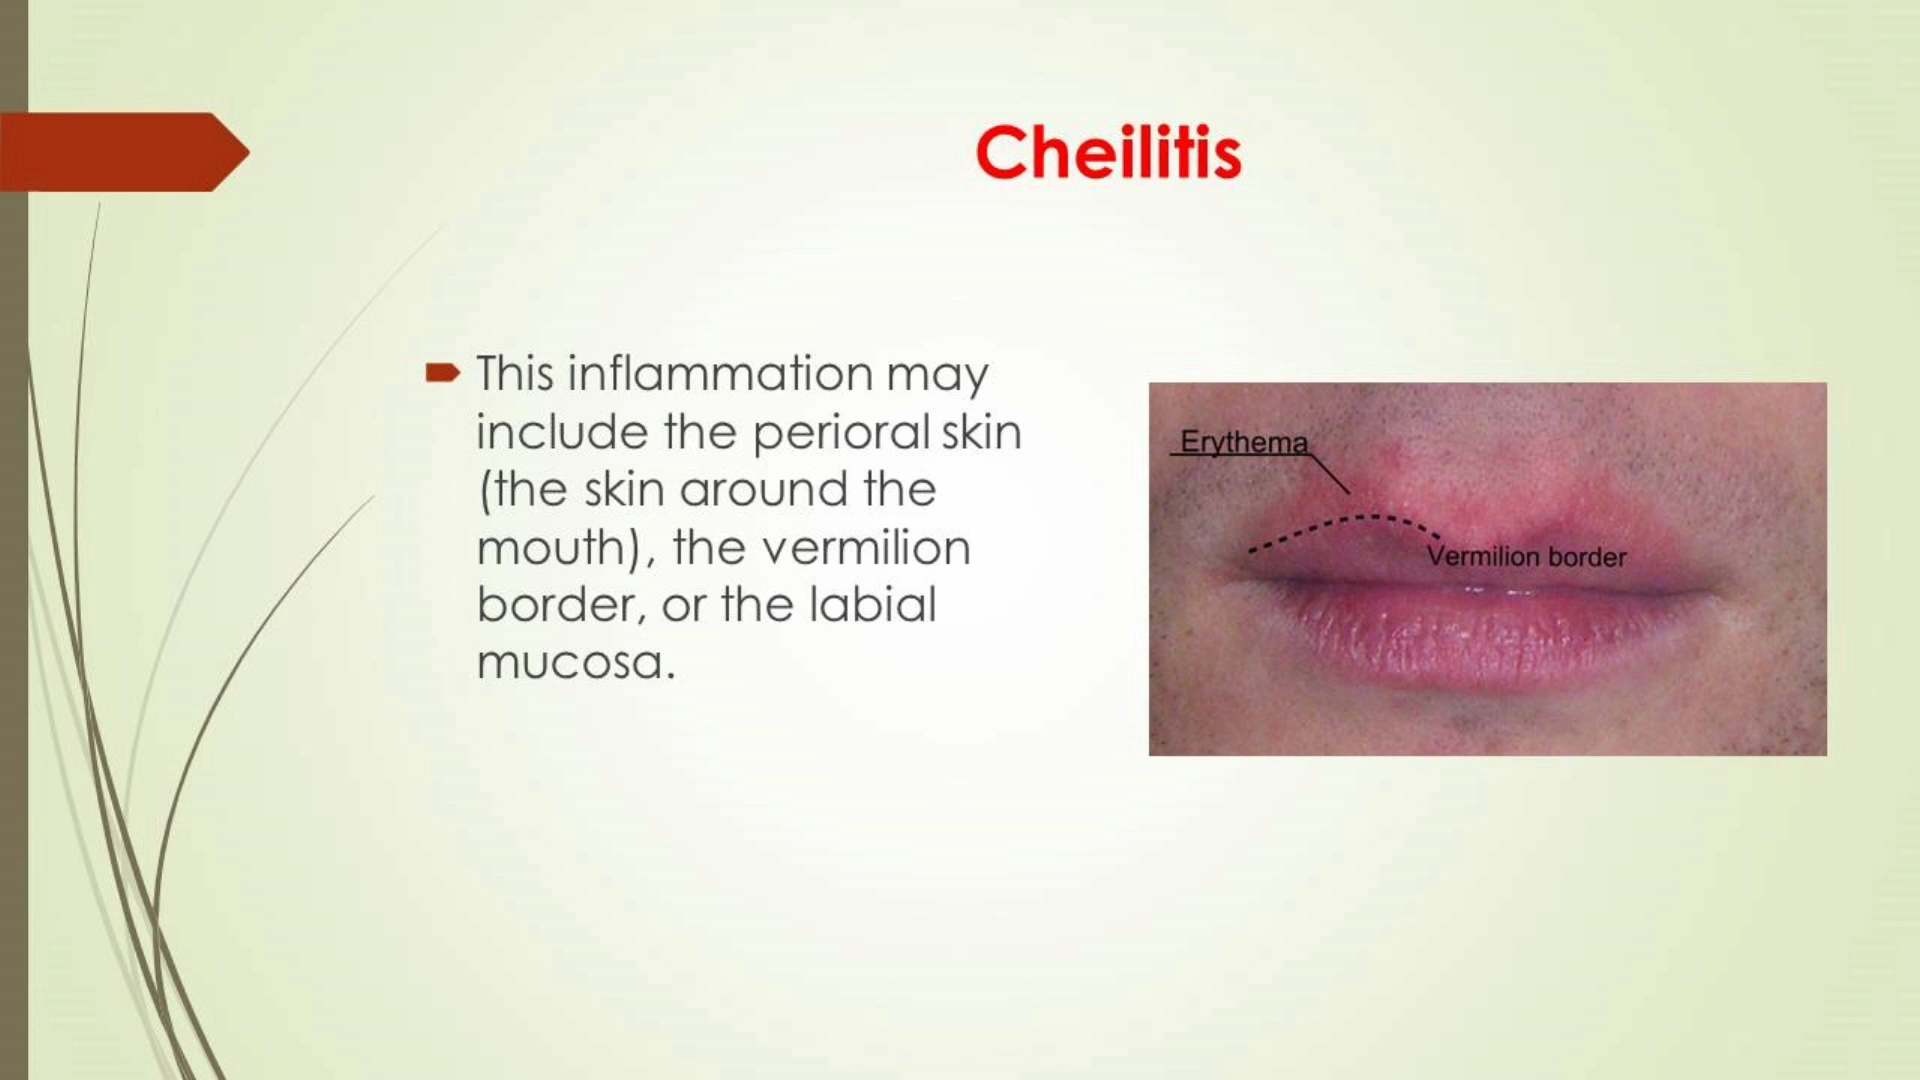 Cheilitis
This inflammation may
include the perioral skin
(the skin around the
mouth), the vermilion
border, or the labial
mucosa.
Erythema
Vermilion border